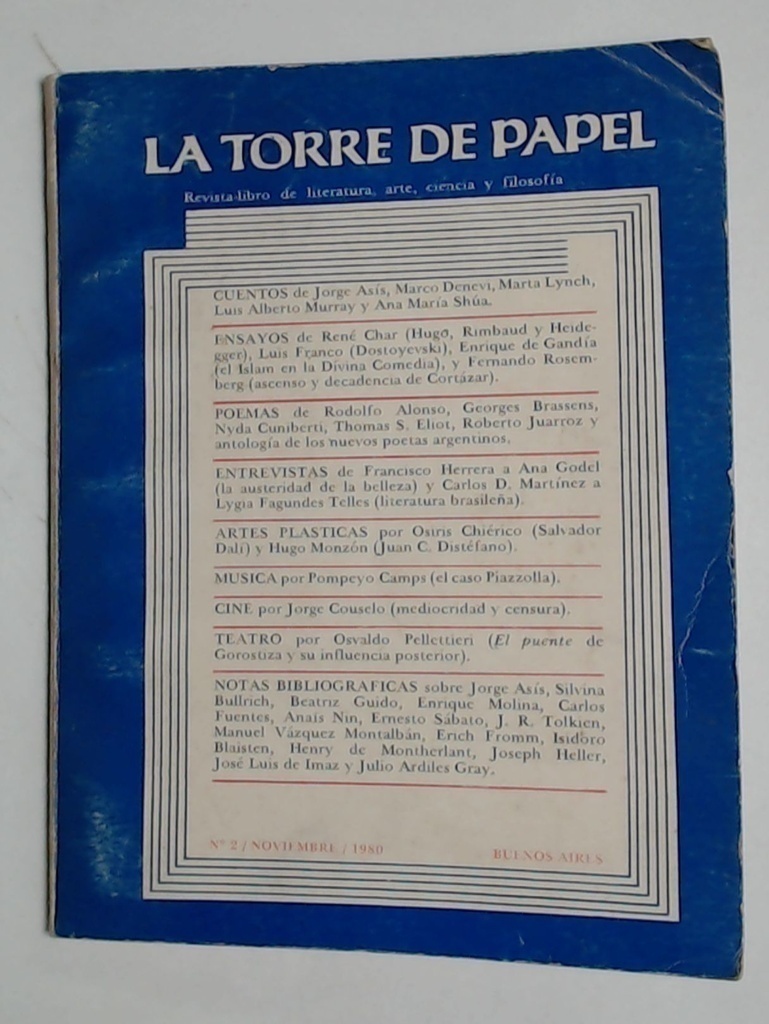 LA TORRE DE PAPEL
Revista-libro de literatura, arte, ciencia y filosofía
CUENTOS de Jorge Asís, Marco Denevi, Marta Lynch,
Luis Alberto Murray y Ana María Shúa.
ENSAYOS de René Char (Hugo, Rimbaud y Heide-
gger), Luis Franco (Dostoyevski), Enrique de Gandía
(el Islam en la Divina Comedia), y Fernando Rosem-
berg (ascenso y decadencia de Cortázar).
POEMAS de Rodolfo Alonso, Georges Brassens,
Nyda Cuniberti, Thomas S. Eliot, Roberto Juarroz y
antología de los nuevos poetas argentinos.
ENTREVISTAS de Francisco Herrera a Ana Godel
(la austeridad de la belleza) y Carlos D. Martínez a
Lygia Fagundes Telles (literatura brasileña).
ARTES PLASTICAS por Osiris Chiérico (Salvador
Dalí) y Hugo Monzón (Juan C. Distéfano).
MUSICA por Pompeyo Camps (el caso Piazzolla).
CINE por Jorge Couselo (mediocridad y censura).
TEATRO por Osvaldo Pellettieri (El puente de
Gorostiza y su influencia posterior).
NOTAS BIBLIOGRAFICAS sobre Jorge Asís, Silvina
Bullrich, Beatriz Guido, Enrique Molina, Carlos
Fuentes, Anais Nin, Ernesto Sábato, J. R. Tolkien,
Manuel Vázquez Montalbán, Erich Fromm, Isidoro
Blaisten, Henry de Montherlant, Joseph Heller,
José Luis de Imaz y Julio Ardiles Gray.
Nº 2 / NOVIEMBRE / 1980
BUENOS AIRES